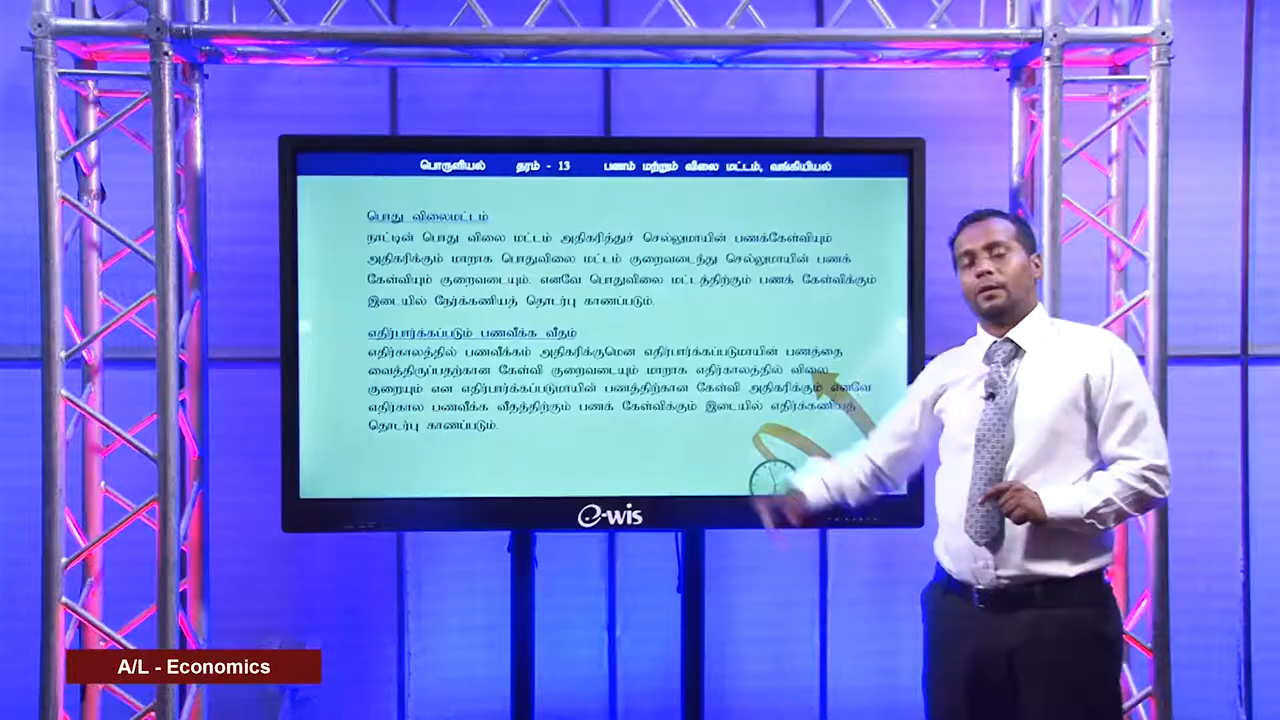 பொருளியல் தரம் - 13 பணம் மற்றும் விலை மட்டம், வங்கியியல்
பொது விலைமட்டம்
நாட்டின் பொது விலை மட்டம் அதிகரித்துச் செல்லுமாயின் பணக்கேள்வியும்
அதிகரிக்கும் மாறாக பொதுவிலை மட்டம் குறைவடைந்து செல்லுமாயின் பணக்
கேள்வியும் குறைவடையும். எனவே பொதுவிலை மட்டத்திற்கும் பணக் கேள்விக்கும்
இடையில் நேர்க்கணியத் தொடர்பு காணப்படும்.
எதிர்பார்க்கப்படும் பணவீக்க வீதம்
எதிர்காலத்தில் பணவீக்கம் அதிகரிக்குமென எதிர்பார்க்கப்படுமாயின் பணத்தை
வைத்திருப்பதற்கான கேள்வி குறைவடையும் மாறாக எதிர்காலத்தில் விலை
குறையும் என எதிர்பார்க்கப்படுமாயின் பணத்திற்கான கேள்வி அதிகரிக்கும் எனவே
எதிர்கால பணவீக்க வீதத்திற்கும் பணக் கேள்விக்கும் இடையில் எதிர்க்கணியத்
தொடர்பு காணப்படும்.
e-wis
A/L - Economics